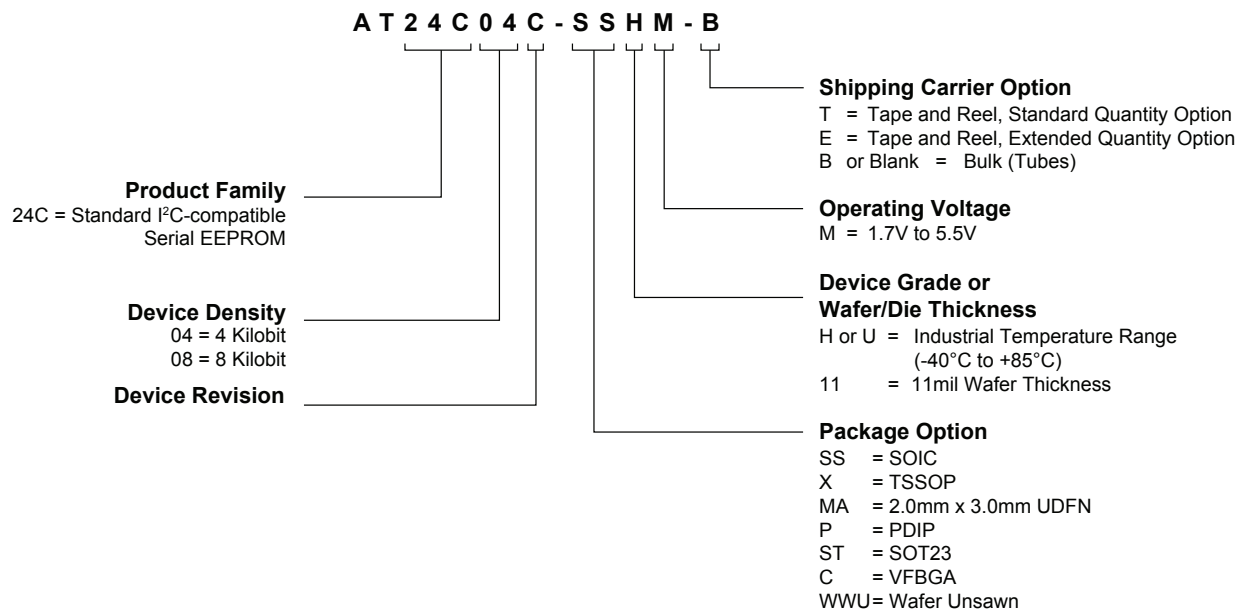 AT24C04C-SSHM-B
Shipping Carrier Option
T = Tape and Reel, Standard Quantity Option
E = Tape and Reel, Extended Quantity Option
B or Blank = Bulk (Tubes)
Product Family
24C = Standard I²C-compatible
Serial EEPROM
Operating Voltage
M = 1.7V to 5.5V
Device Grade or
Wafer/Die Thickness
H or U = Industrial Temperature Range
(-40°C to +85°C)
11 = 11mil Wafer Thickness
Device Density
04 = 4 Kilobit
08 = 8 Kilobit
Device Revision
Package Option
SS = SOIC
X = TSSOP
MA = 2.0mm x 3.0mm UDFN
P = PDIP
ST = SOT23
C = VFBGA
WWU= Wafer Unsawn